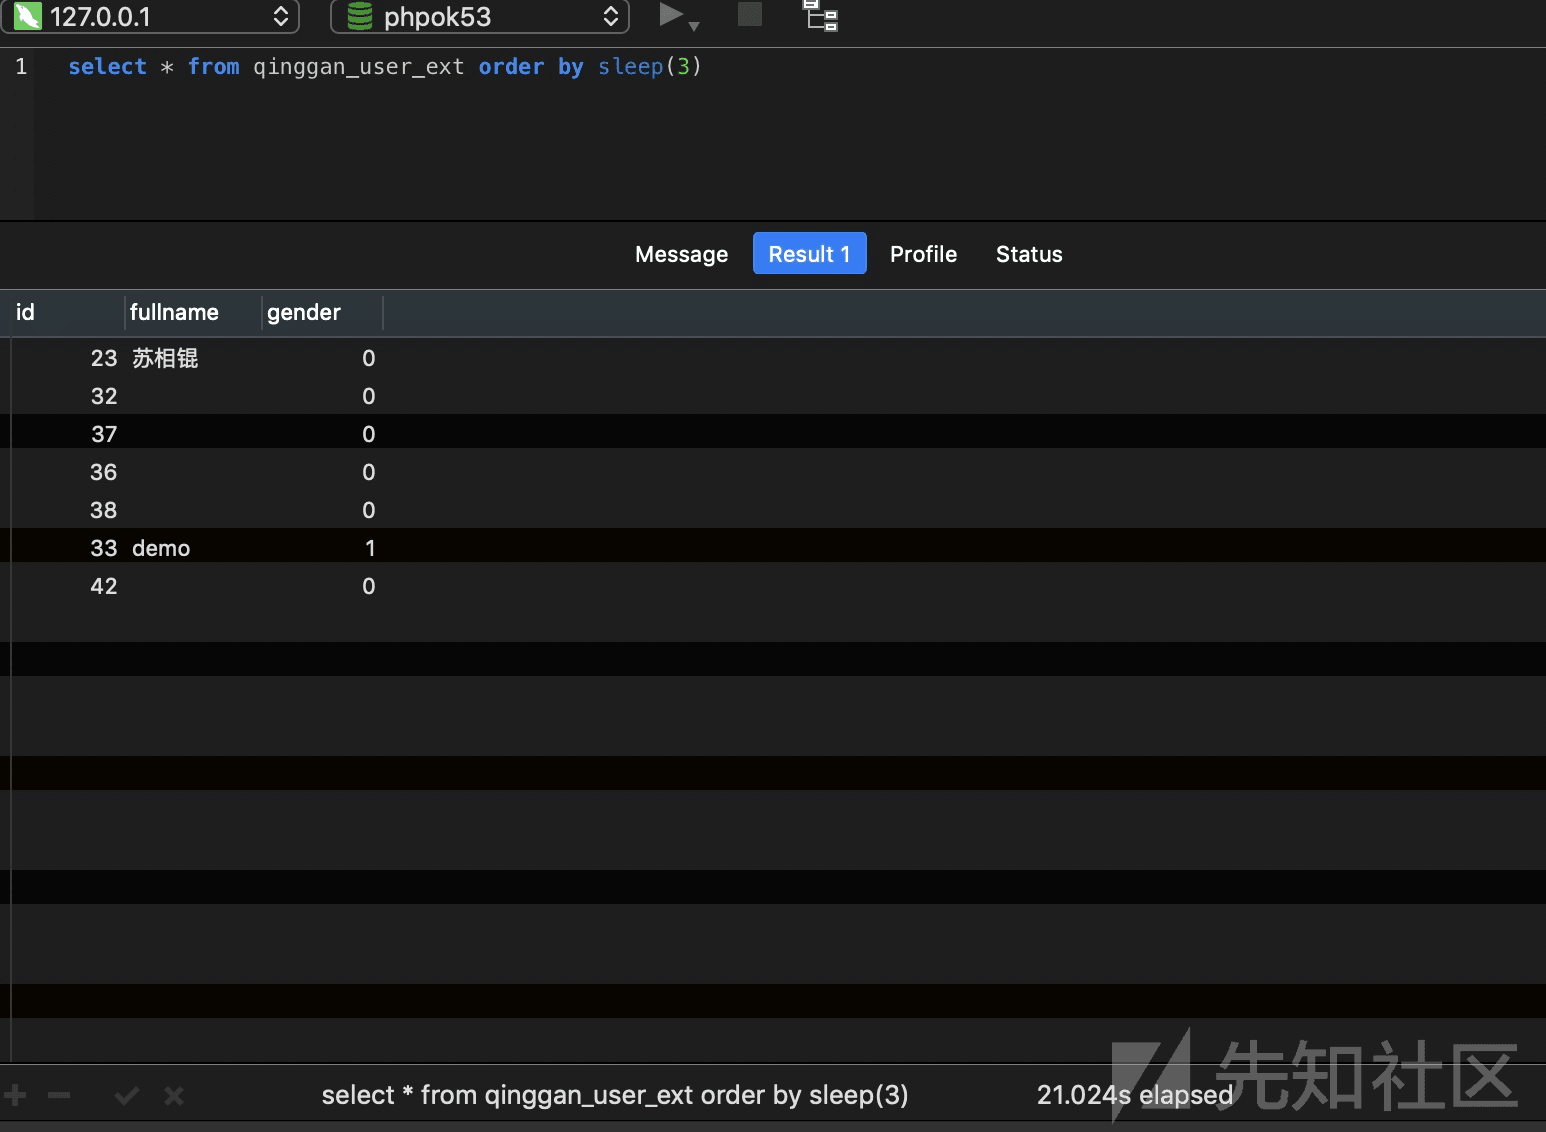 127.0.0.1 phpok53
1 select * from qinggan_user_ext order by sleep(3)
Message Result 1 Profile Status
id fullname gender
23 苏相锟 0
32 0
37 0
36 0
38 0
33 demo 1
42 0
select * from qinggan_user_ext order by sleep(3) 21.024s elapsed
先知社区